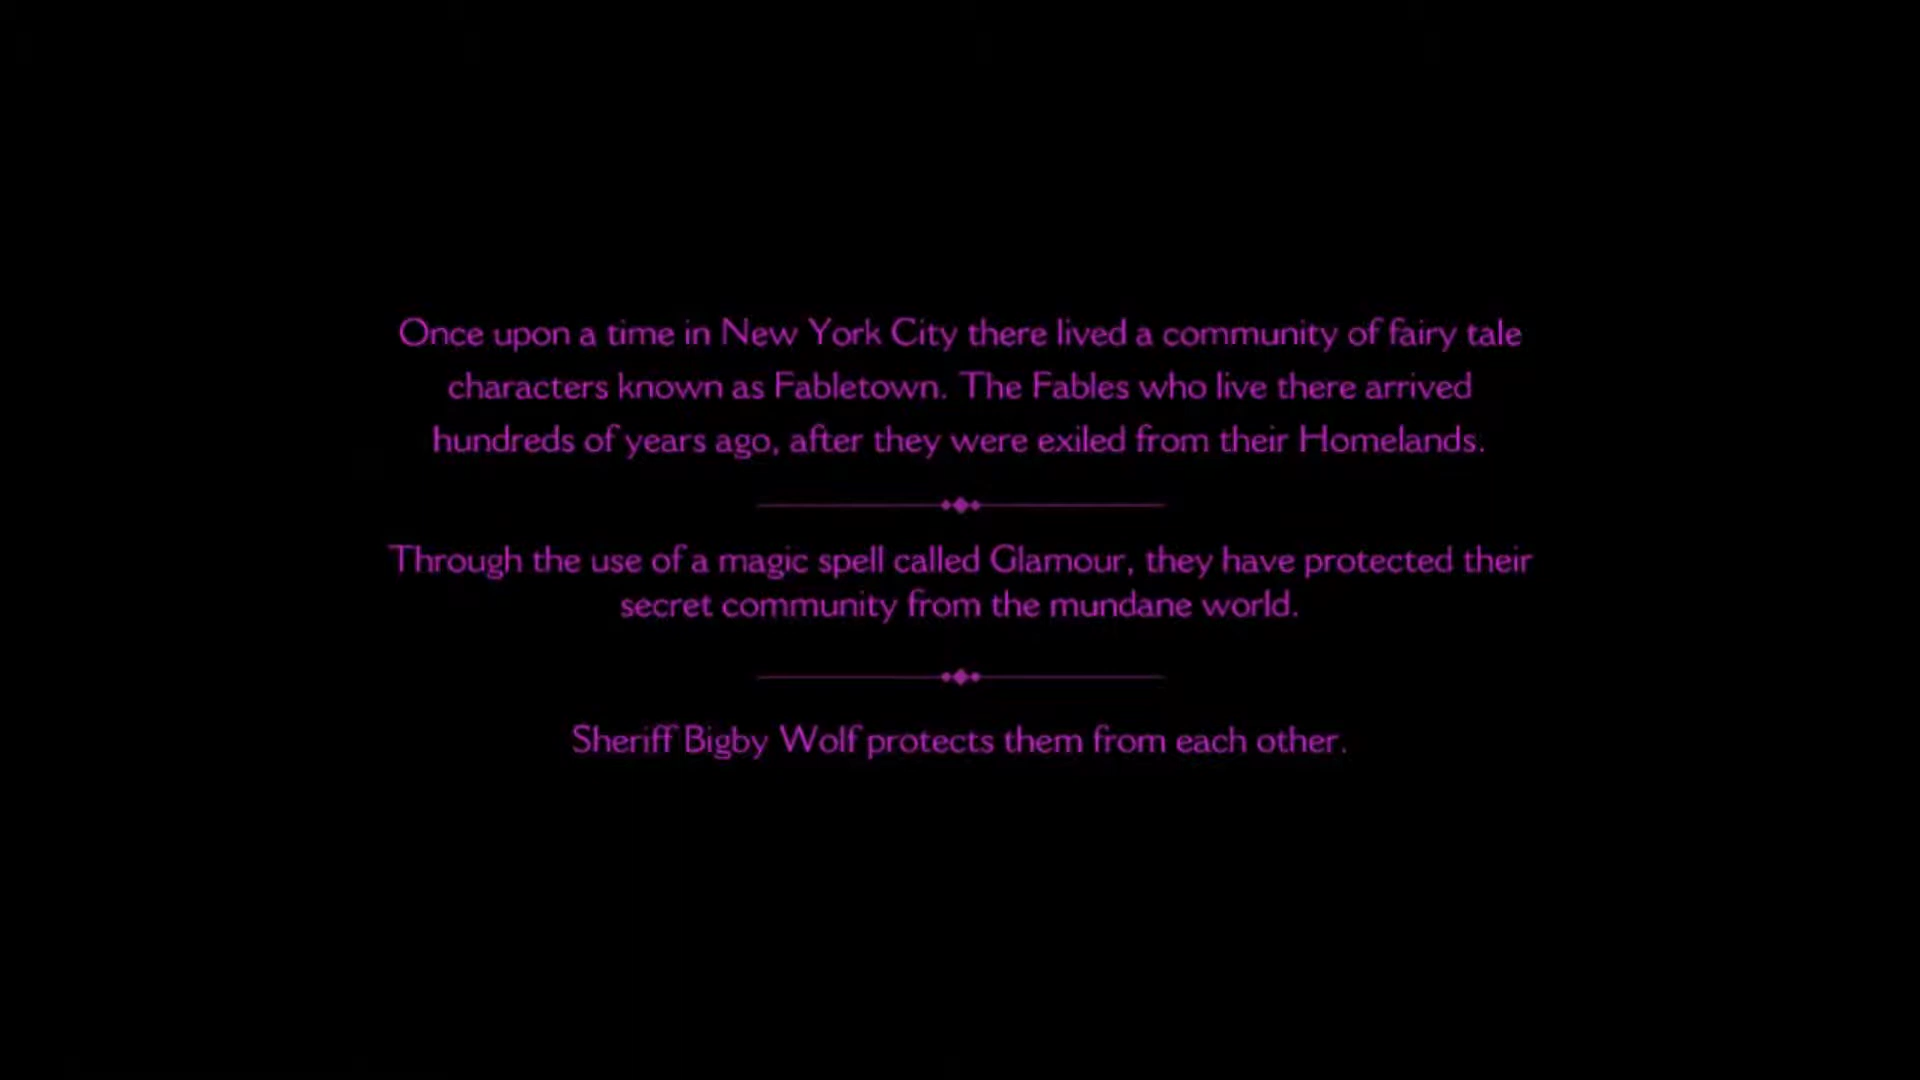 Once upon a time in New York City there lived a community of fairy tale
characters known as Fabletown. The Fables who live there arrived
hundreds of years ago, after they were exiled from their Homelands.
Through the use of a magic spell called Glamour, they have protected their
secret community from the mundane world.
Sheriff Bigby Wolf protects them from each other.